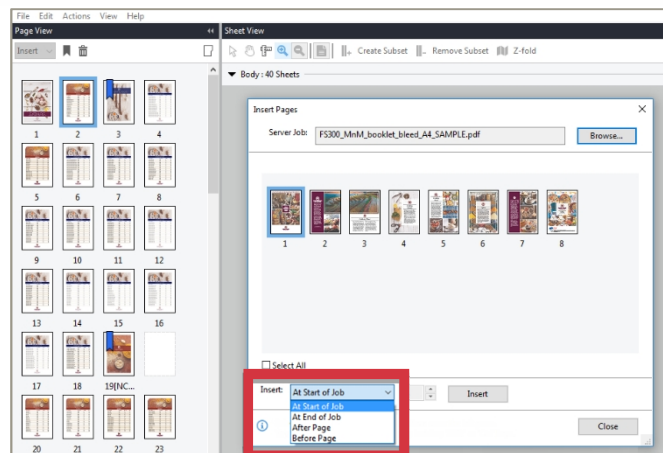 File Edit Actions View Help
Page View
Insert
1 2 3 4
5 6 7 8
9 10 11 12
13 14 15 16
17 18 19[NC...
20 21 22 23
Sheet View
Create Subset Remove Subset Z-fold
Body : 40 Sheets
Insert Pages
Server Job: FS300_MnM_booklet_bleed_A4_SAMPLE.pdf Browse...
1 2 3 4 5 6 7 8
Select All
Insert: At Start of Job Insert
At Start of Job
At End of Job
After Page
Before Page
Close